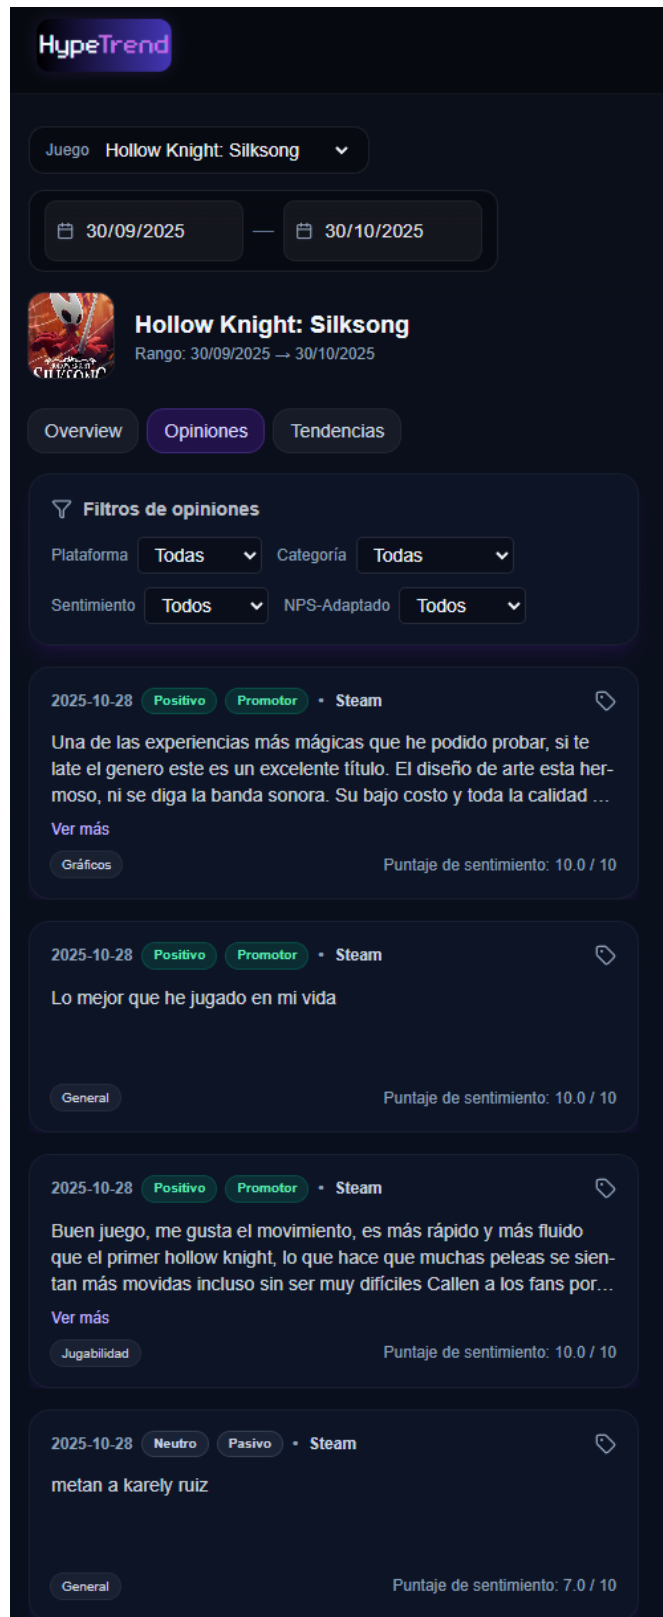 HypeTrend
Juego Hollow Knight: Silksong
30/09/2025 — 30/10/2025
SILKSONG
Hollow Knight: Silksong
Rango: 30/09/2025 → 30/10/2025
Overview Opiniones Tendencias
Filtros de opiniones
Plataforma Todas Categoría Todas
Sentimiento Todos NPS-Adaptado Todos
2025-10-28 Positivo Promotor • Steam
Una de las experiencias más mágicas que he podido probar, si te
late el genero este es un excelente título. El diseño de arte esta her-
moso, ni se diga la banda sonora. Su bajo costo y toda la calidad ...
Ver más
Gráficos Puntaje de sentimiento: 10.0 / 10
2025-10-28 Positivo Promotor • Steam
Lo mejor que he jugado en mi vida
General Puntaje de sentimiento: 10.0 / 10
2025-10-28 Positivo Promotor • Steam
Buen juego, me gusta el movimiento, es más rápido y más fluido
que el primer hollow knight, lo que hace que muchas peleas se sien-
tan más movidas incluso sin ser muy difíciles Callen a los fans por...
Ver más
Jugabilidad Puntaje de sentimiento: 10.0 / 10
2025-10-28 Neutro Pasivo • Steam
metan a karely ruiz
General Puntaje de sentimiento: 7.0 / 10